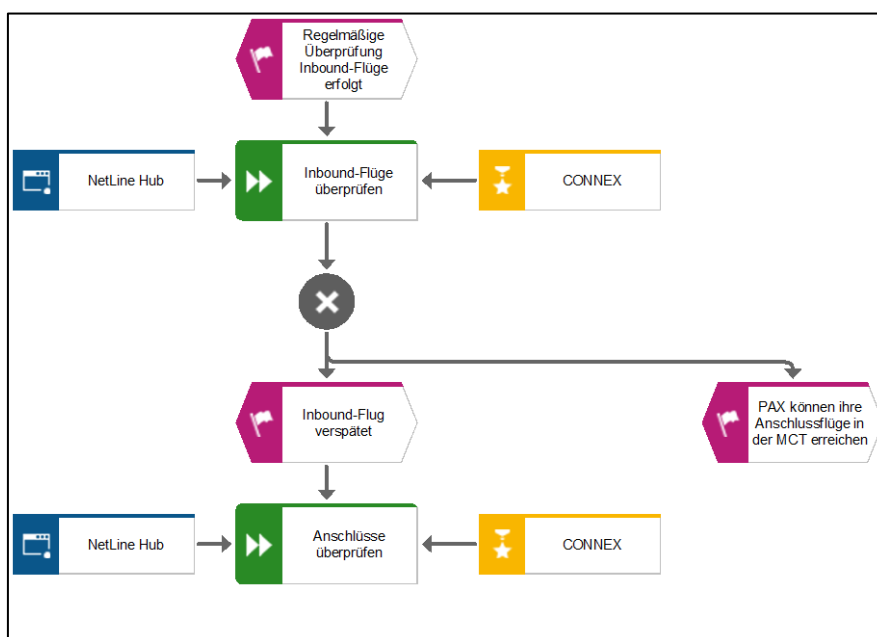 Regelmäßige
Überprüfung
Inbound-Flüge
erfolgt
NetLine Hub
Inbound-Flüge
überprüfen
CONNEX
Inbound-Flug
verspätet
PAX können ihre
Anschlussflüge in
der MCT erreichen
NetLine Hub
Anschlüsse
überprüfen
CONNEX